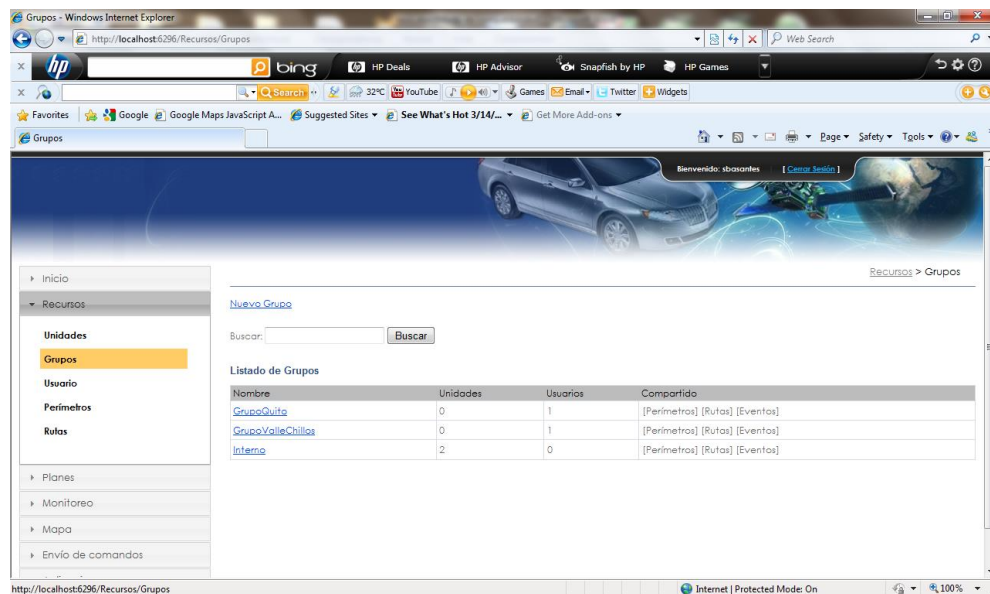 Grupos - Windows Internet Explorer
http://localhost:6296/Recursos/Grupos
Web Search
hp
bing
HP Deals
HP Advisor
Snapfish by HP
HP Games
Search
32°C
YouTube
Games
Email
Twitter
Widgets
Favorites
Google
Google Maps JavaScript A...
Suggested Sites
See What's Hot 3/14/...
Get More Add-ons
Grupos
Page
Safety
Tools
Bienvenido: sbasantes [ Cerrar Sesión ]
Recursos > Grupos
Inicio
Recursos
Unidades
Grupos
Usuario
Perímetros
Rutas
Planes
Monitoreo
Mapa
Envío de comandos
Nuevo Grupo
Buscar:
Buscar
Listado de Grupos
Nombre Unidades Usuarios Compartido
GrupoQuito 0 1 [Perímetros] [Rutas] [Eventos]
GrupoValleChillos 0 1 [Perímetros] [Rutas] [Eventos]
Interno 2 0 [Perímetros] [Rutas] [Eventos]
http://localhost:6296/Recursos/Grupos
Internet | Protected Mode: On
100%